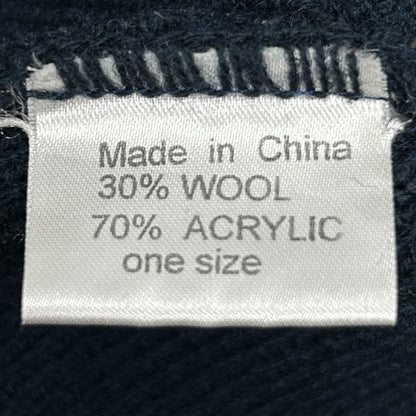 Made in China
30% WOOL
70% ACRYLIC
one size